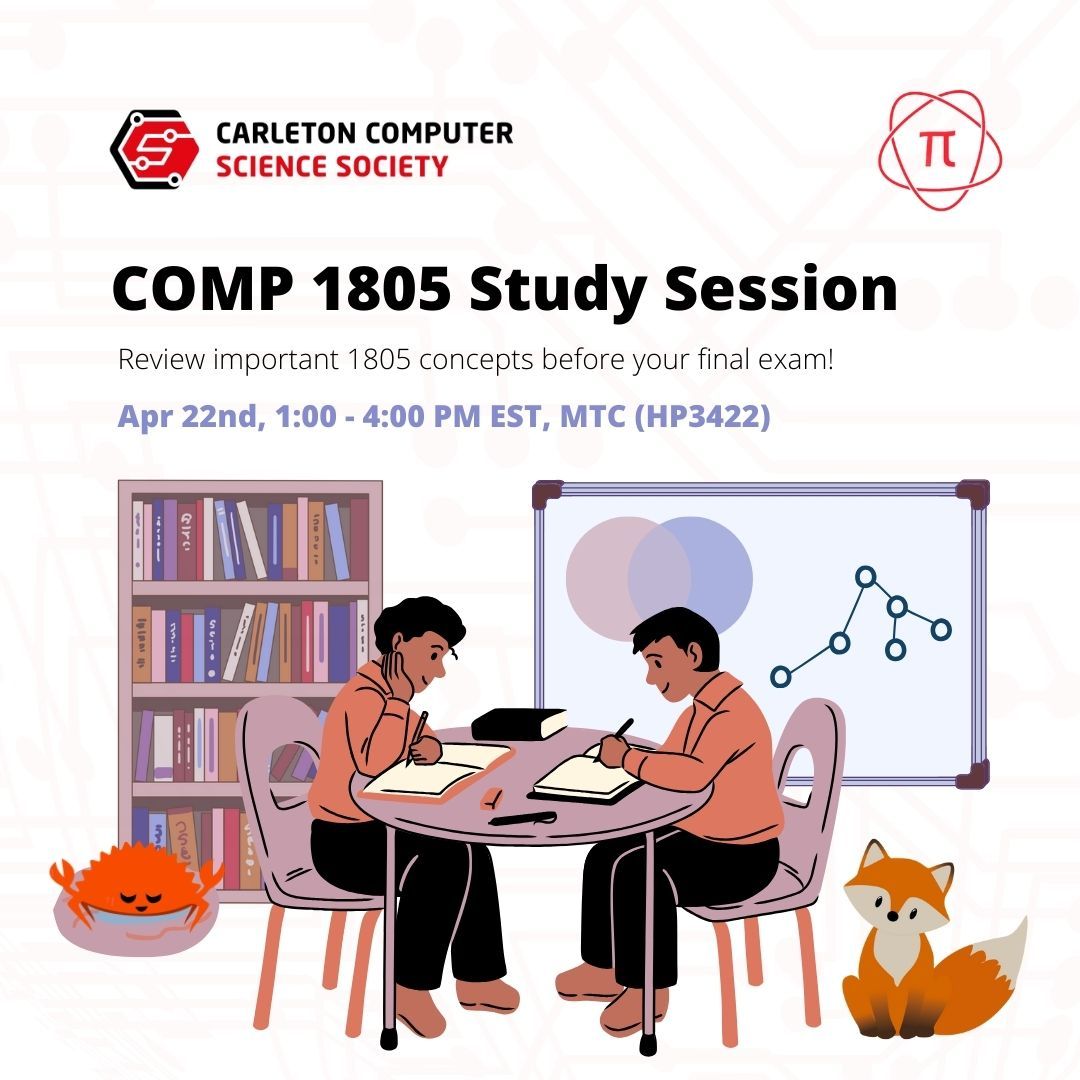 CARLETON COMPUTER
SCIENCE SOCIETY
π
COMP 1805 Study Session
Review important 1805 concepts before your final exam!
Apr 22nd, 1:00 - 4:00 PM EST, MTC (HP3422)